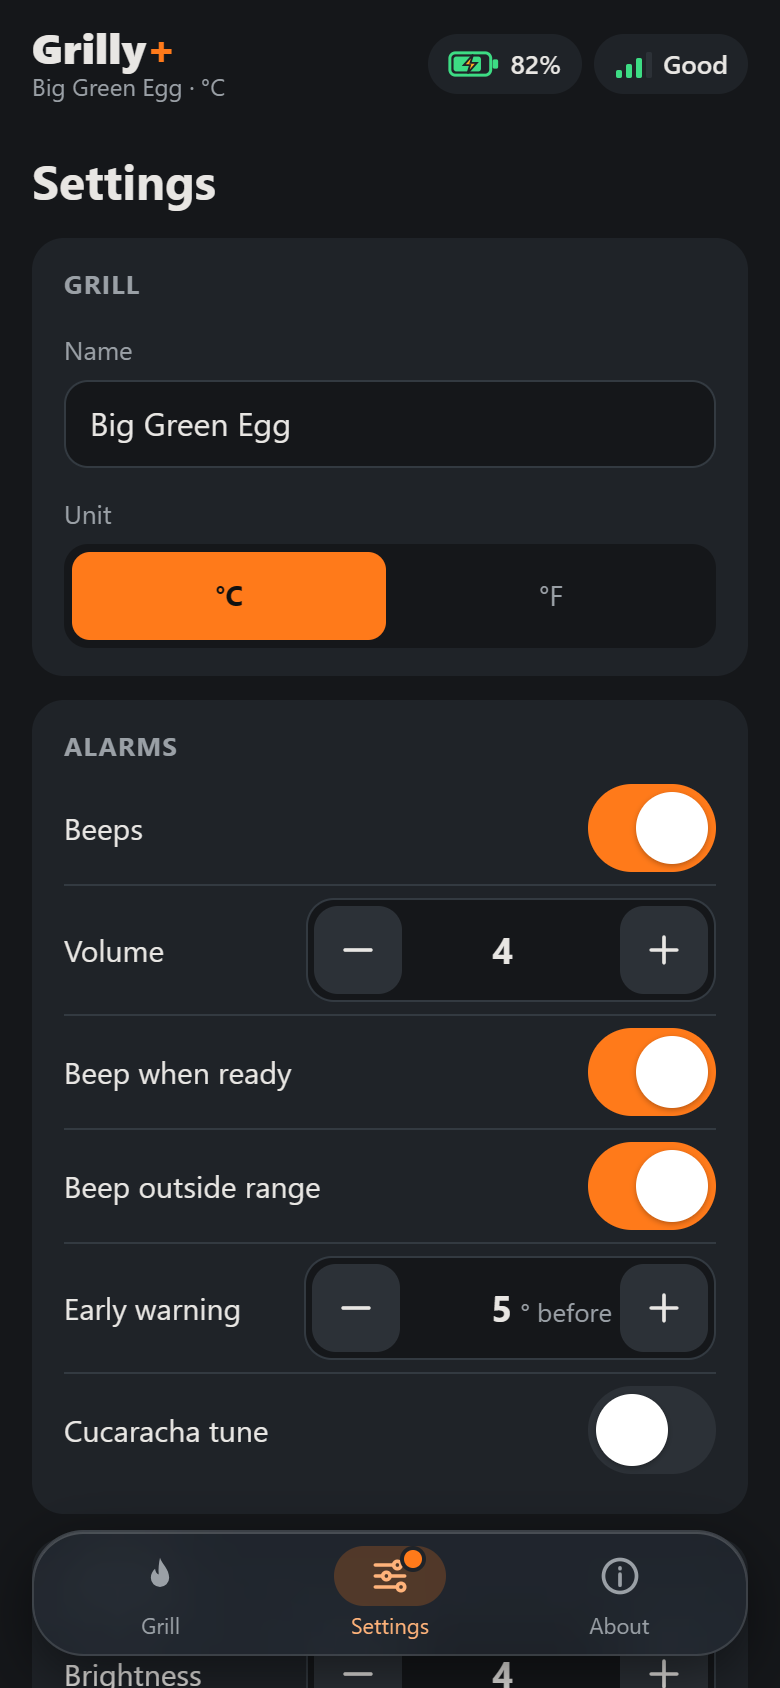 Grilly+
Big Green Egg · °C
82%
Good
Settings
GRILL
Name
Big Green Egg
Unit
°C
°F
ALARMS
Beeps
Volume
− 4 +
Beep when ready
Beep outside range
Early warning
− 5 ° before +
Cucaracha tune
Grill
Settings
About
Brightness
− 4 +